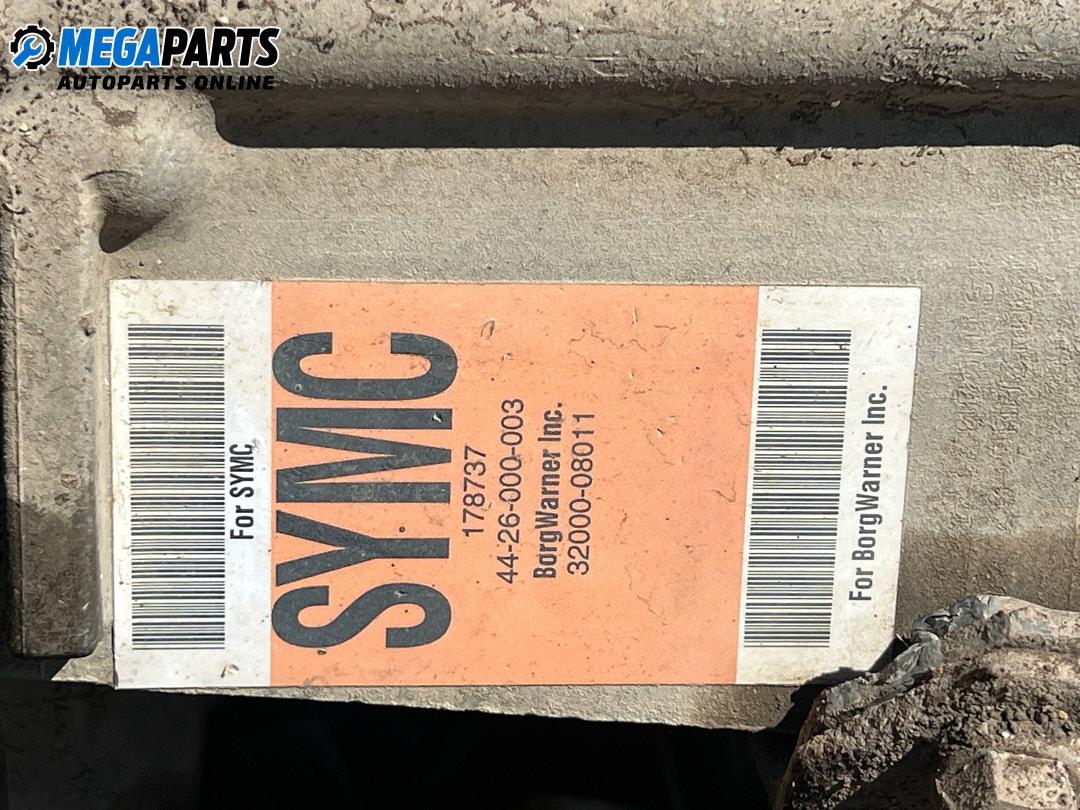 MEGAPARTS
AUTOPARTS ONLINE
For SYMC
SYMC
178737
44-26-000-003
BorgWarner Inc.
32000-08011
For BorgWarner Inc.